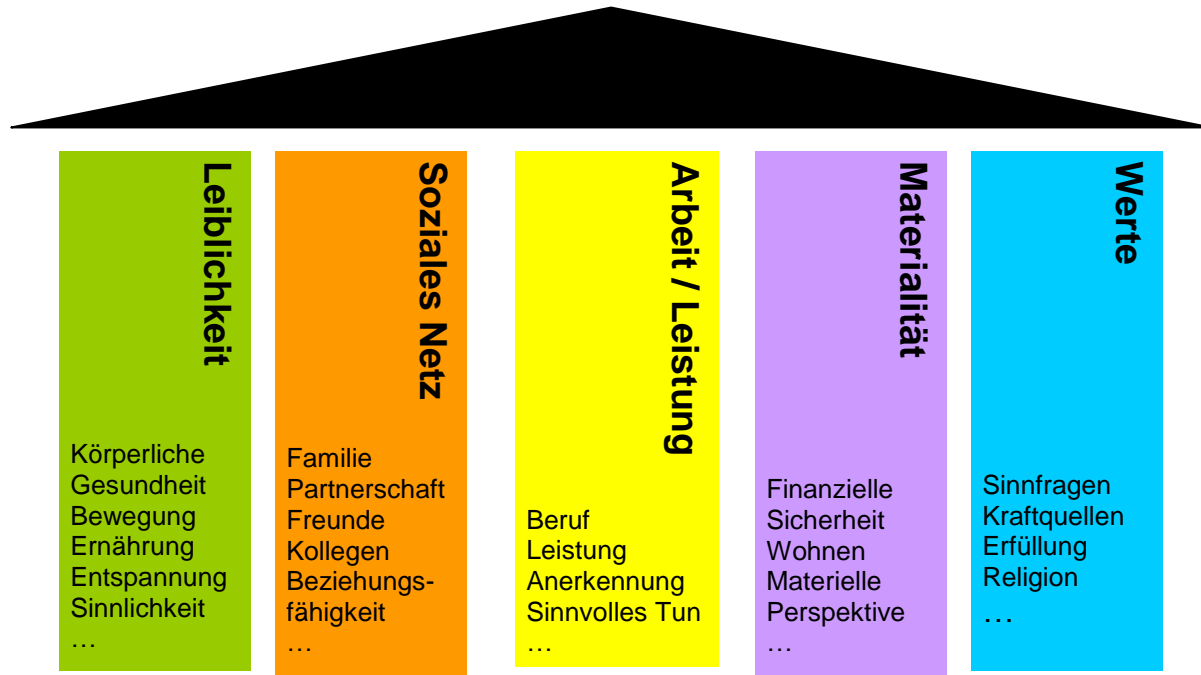 Leiblichkeit
Körperliche
Gesundheit
Bewegung
Ernährung
Entspannung
Sinnlichkeit
…
Soziales Netz
Familie
Partnerschaft
Freunde
Kollegen
Beziehungs-
fähigkeit
…
Arbeit / Leistung
Beruf
Leistung
Anerkennung
Sinnvolles Tun
…
Materialität
Finanzielle
Sicherheit
Wohnen
Materielle
Perspektive
…
Werte
Sinnfragen
Kraftquellen
Erfüllung
Religion
…